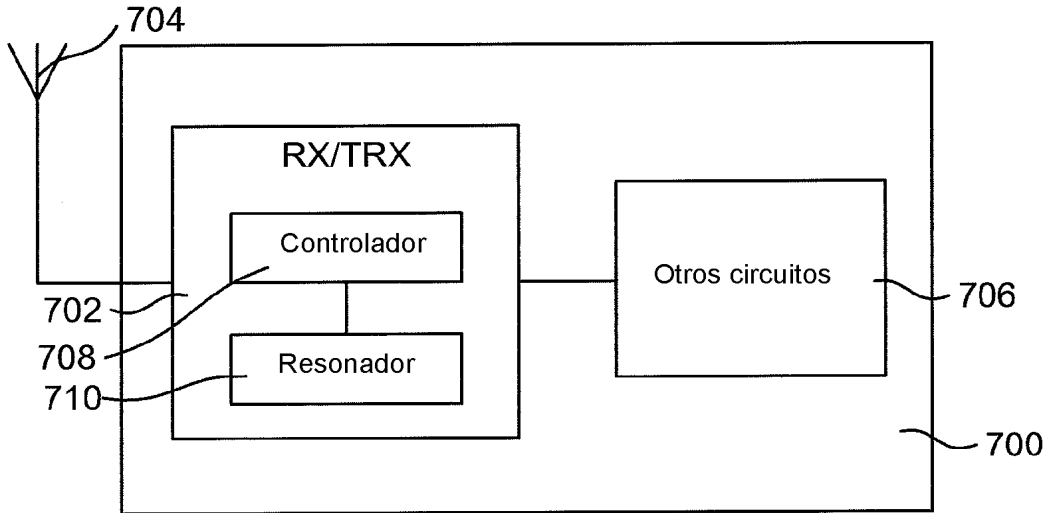 704
RX/TRX
Controlador
Otros circuitos
702
706
708
Resonador
710
700